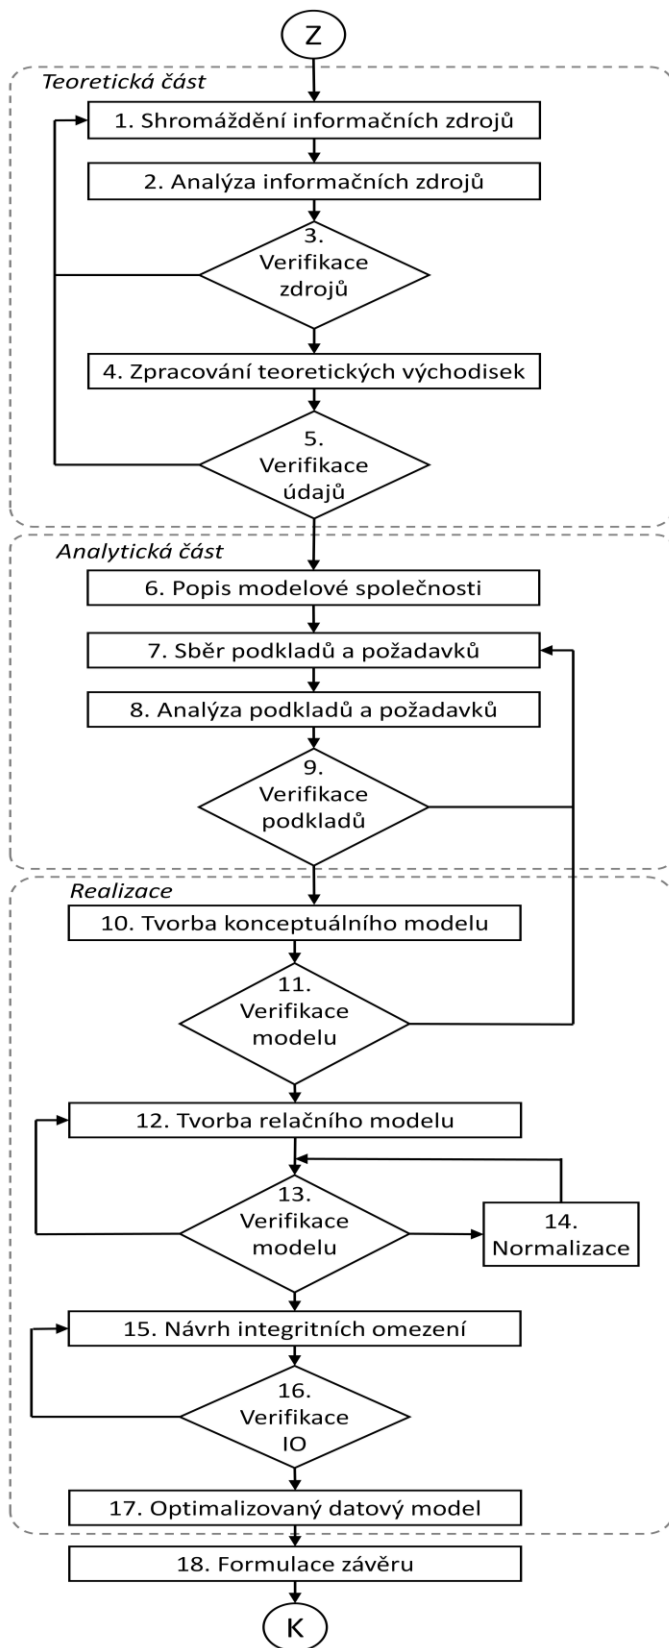 Z
Teoretická část
1. Shromáždění informačních zdrojů
2. Analýza informačních zdrojů
3.
Verifikace
zdrojů
4. Zpracování teoretických východisek
5.
Verifikace
údajů
Analytická část
6. Popis modelové společnosti
7. Sběr podkladů a požadavků
8. Analýza podkladů a požadavků
9.
Verifikace
podkladů
Realizace
10. Tvorba konceptuálního modelu
11.
Verifikace
modelu
12. Tvorba relačního modelu
13.
Verifikace
modelu
14.
Normalizace
15. Návrh integritních omezení
16.
Verifikace
IO
17. Optimalizovaný datový model
18. Formulace závěru
K